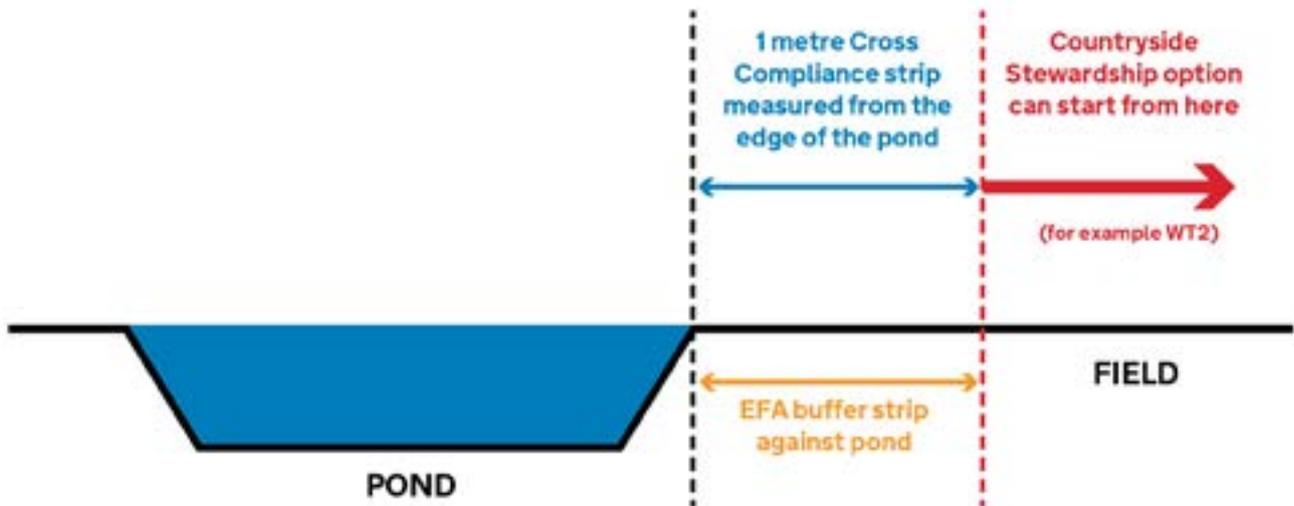 1 metre Cross
Compliance strip
measured from the
edge of the pond
Countryside
Stewardship option
can start from here
(for example WT2)
EFA buffer strip
against pond
FIELD
POND